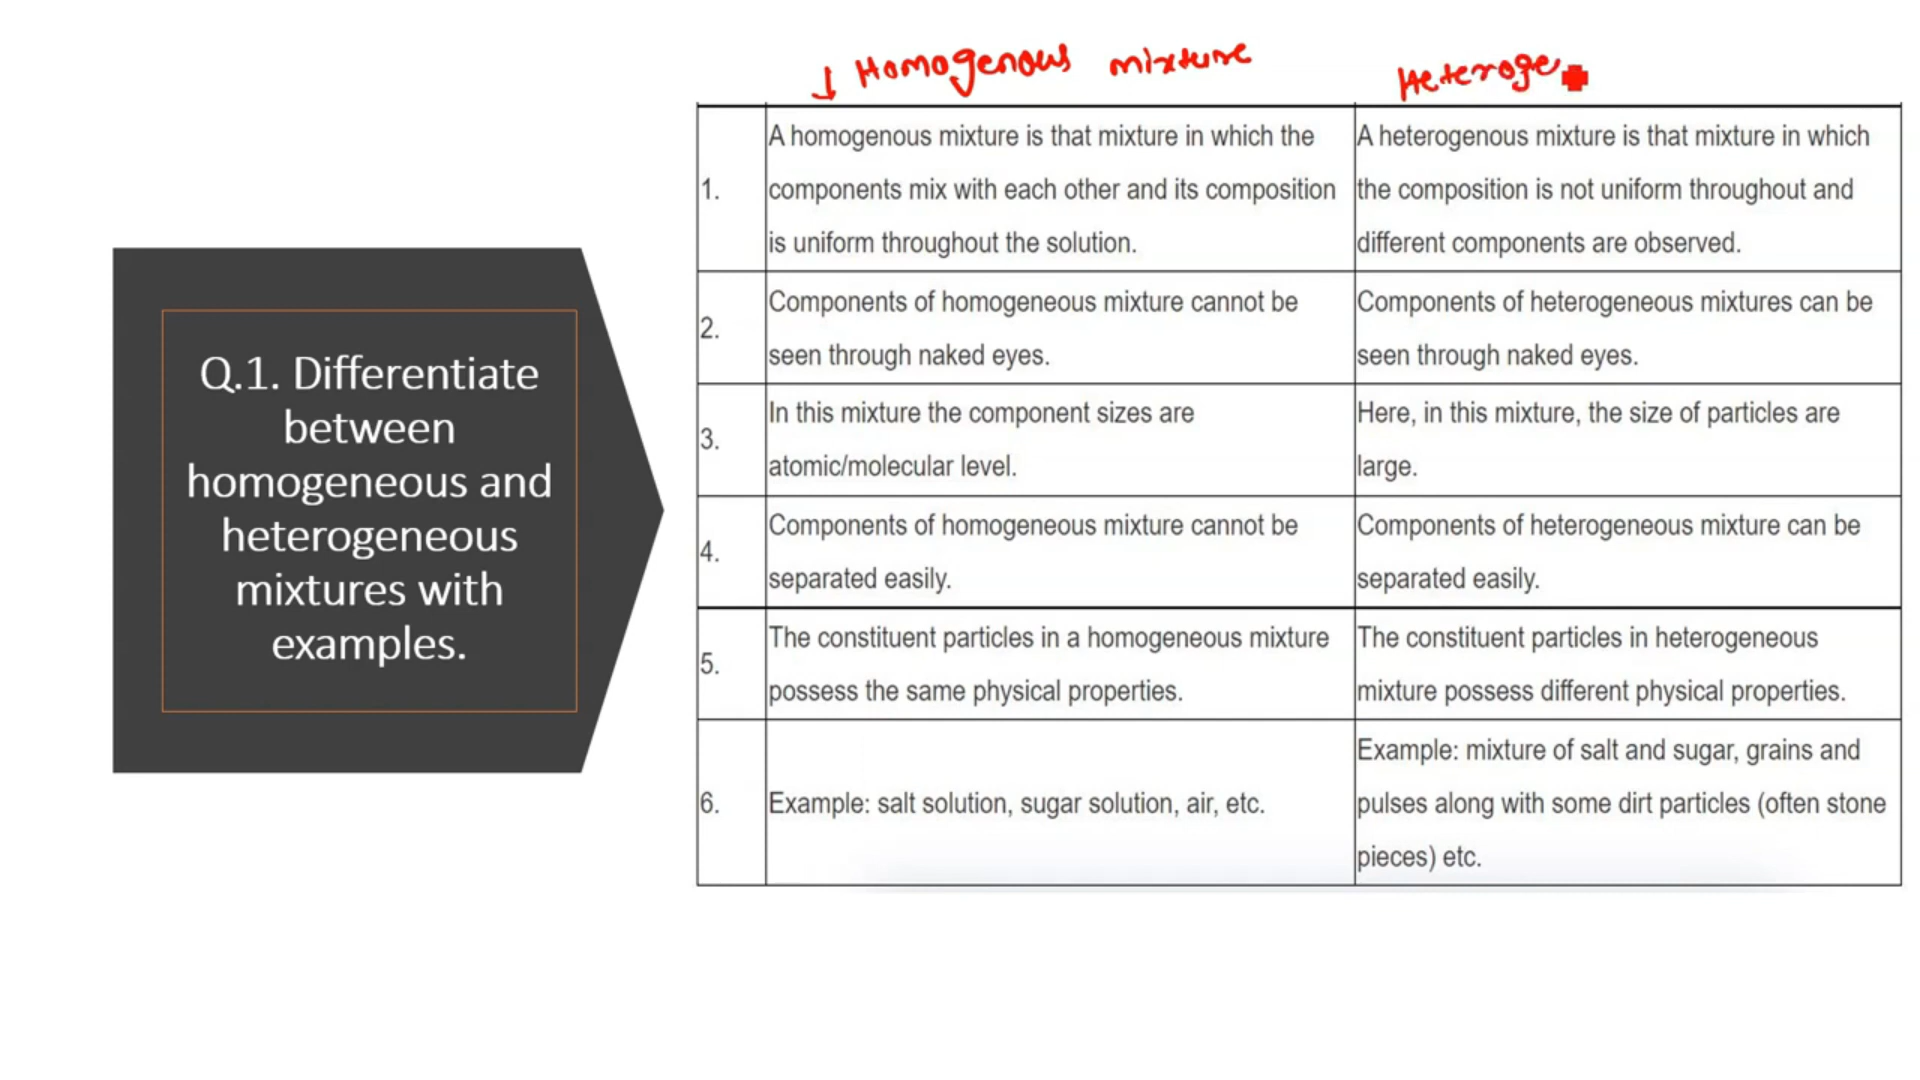 Homogenous mixture
Heteroge
Q.1. Differentiate
between
homogeneous and
heterogeneous
mixtures with
examples.
1.
A homogenous mixture is that mixture in which the
components mix with each other and its composition
is uniform throughout the solution.
A heterogenous mixture is that mixture in which
the composition is not uniform throughout and
different components are observed.
2.
Components of homogeneous mixture cannot be
seen through naked eyes.
Components of heterogeneous mixtures can be
seen through naked eyes.
3.
In this mixture the component sizes are
atomic/molecular level.
Here, in this mixture, the size of particles are
large.
4.
Components of homogeneous mixture cannot be
separated easily.
Components of heterogeneous mixture can be
separated easily.
5.
The constituent particles in a homogeneous mixture
possess the same physical properties.
The constituent particles in heterogeneous
mixture possess different physical properties.
6.
Example: salt solution, sugar solution, air, etc.
Example: mixture of salt and sugar, grains and
pulses along with some dirt particles (often stone
pieces) etc.